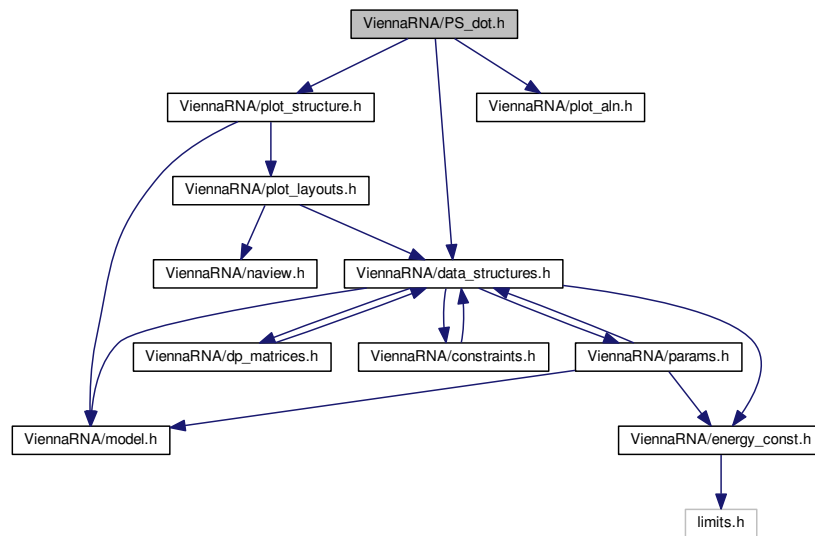 ViennaRNA/PS_dot.h
ViennaRNA/plot_structure.h
ViennaRNA/plot_aln.h
ViennaRNA/plot_layouts.h
ViennaRNA/naview.h
ViennaRNA/data_structures.h
ViennaRNA/dp_matrices.h
ViennaRNA/constraints.h
ViennaRNA/params.h
ViennaRNA/model.h
ViennaRNA/energy_const.h
limits.h